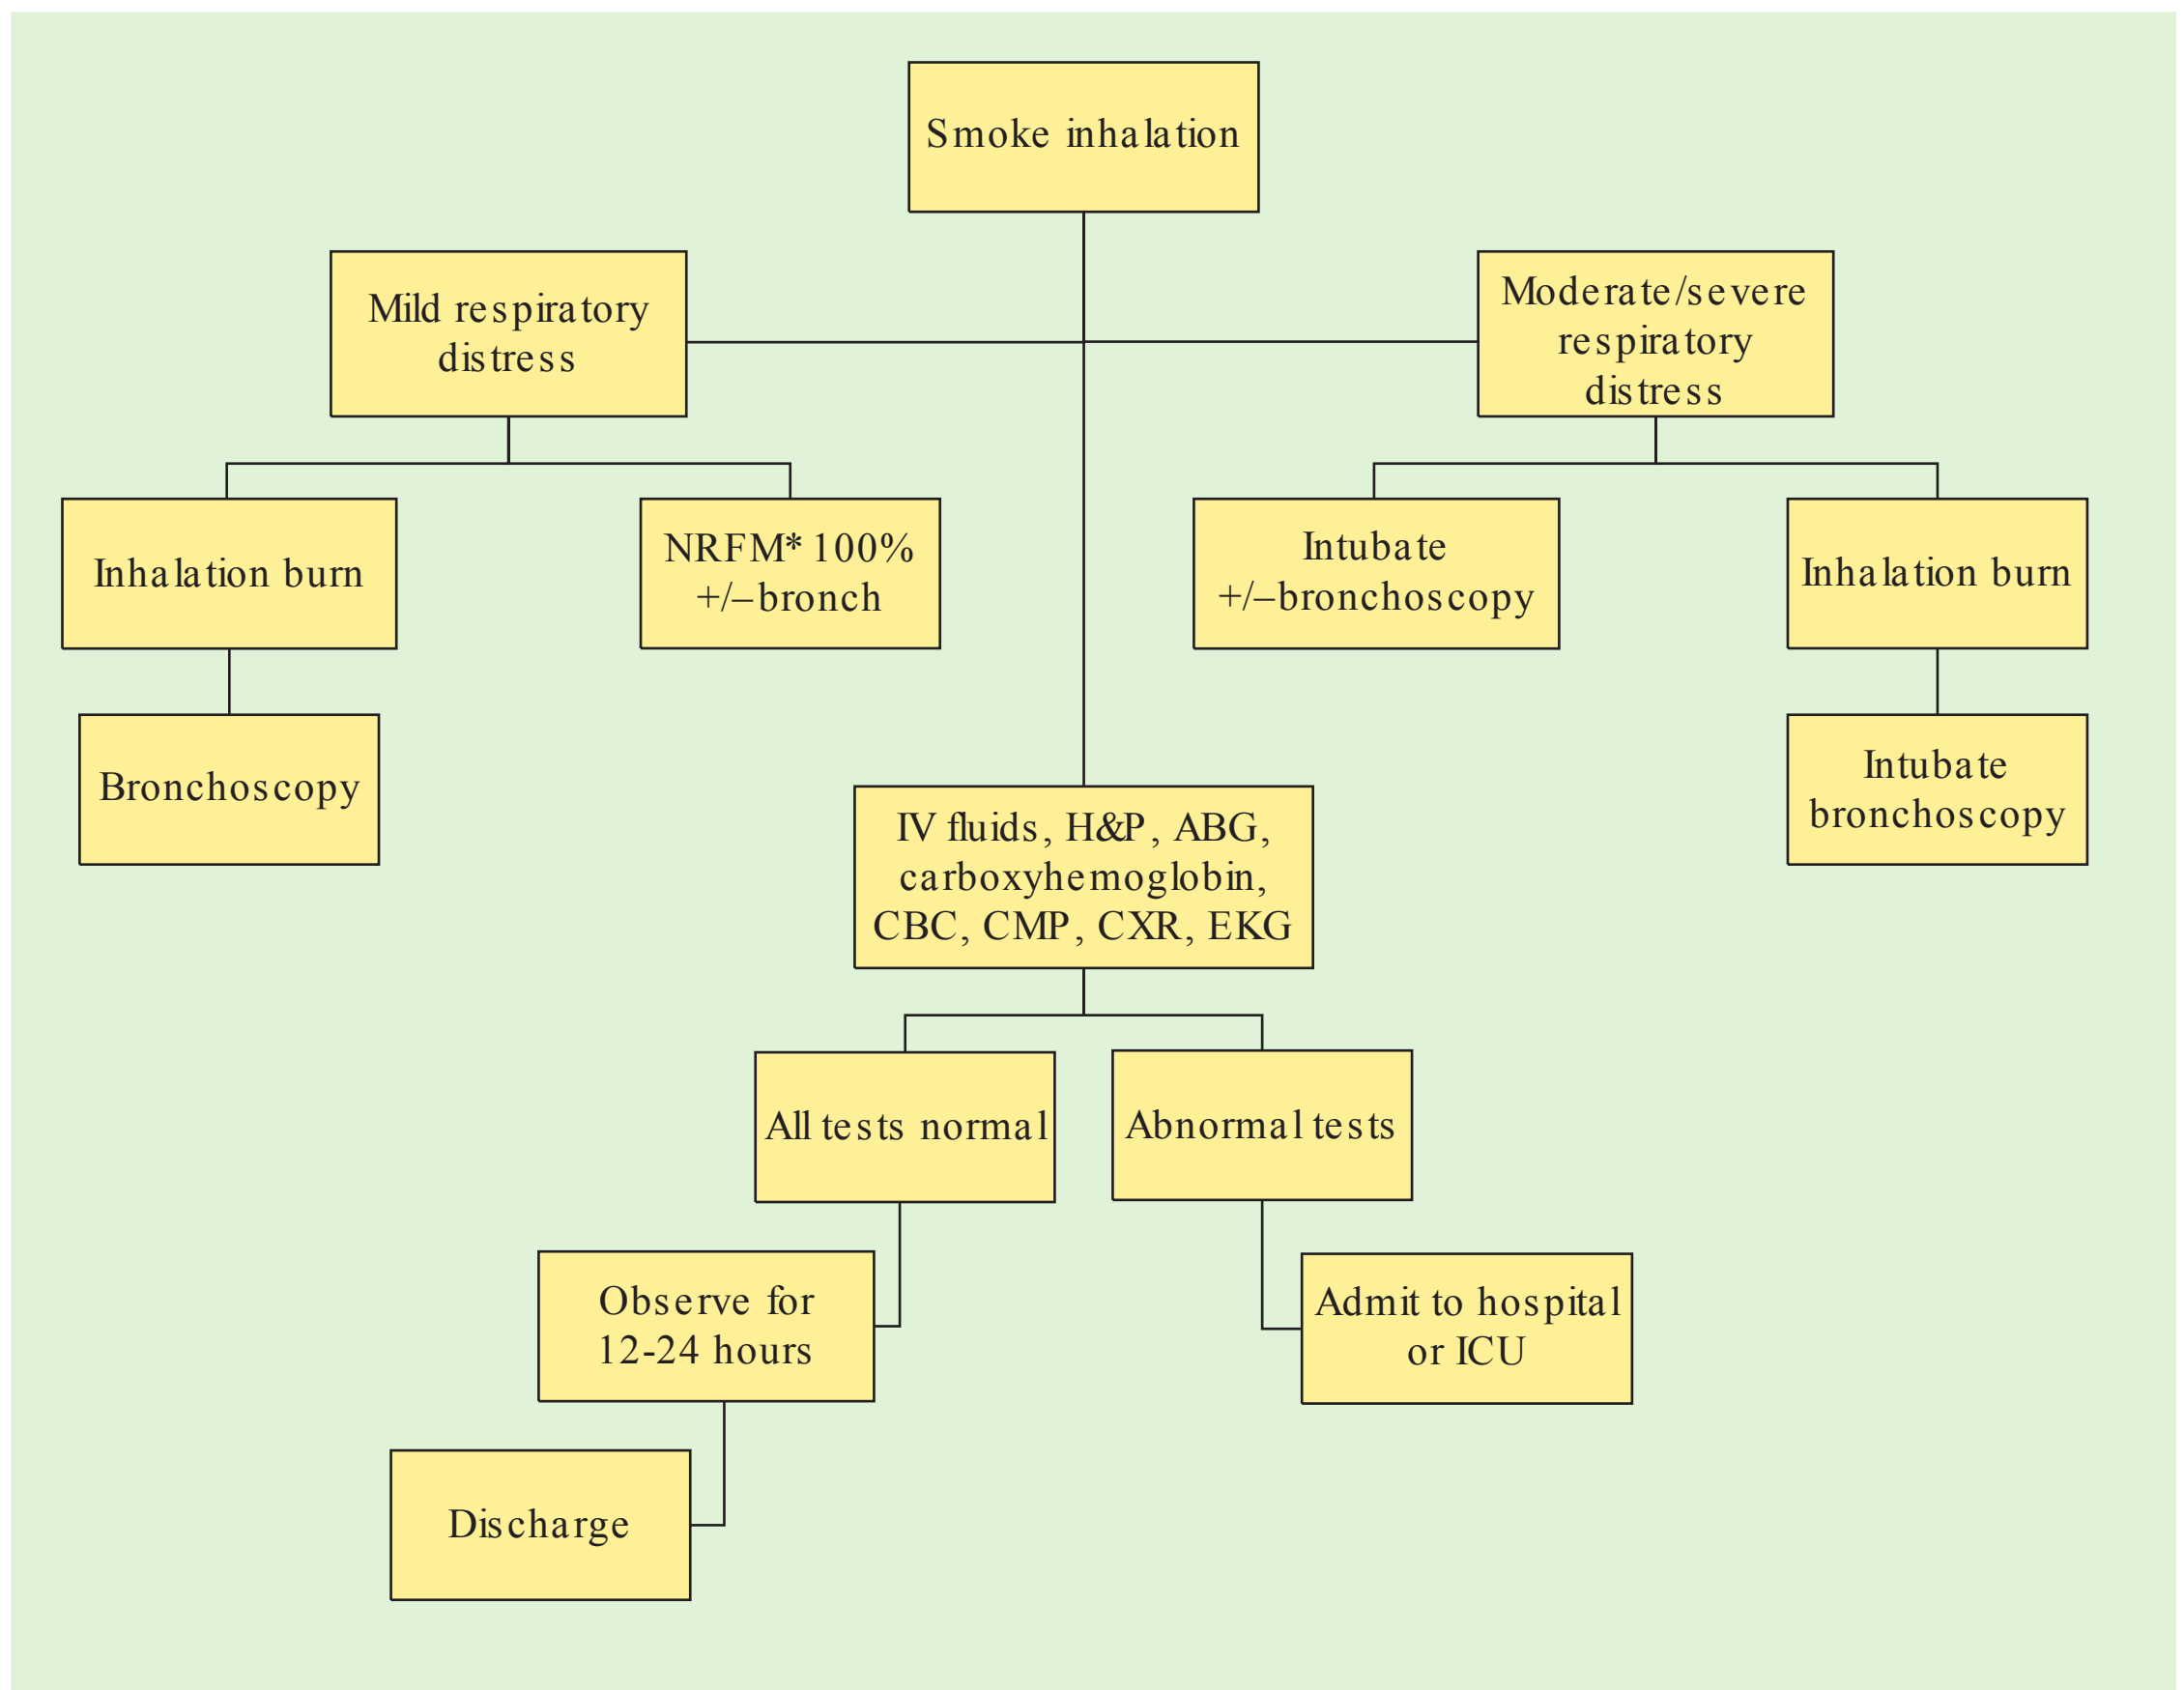 Smoke inhalation
Mild respiratory
distress
Moderate/severe
respiratory
distress
Inhalation burn
NRFM* 100%
+/–bronch
Intubate
+/–bronchoscopy
Inhalation burn
Bronchoscopy
Intubate
bronchoscopy
IV fluids, H&P, ABG,
carboxyhemoglobin,
CBC, CMP, CXR, EKG
All tests normal
Abnormal tests
Observe for
12-24 hours
Admit to hospital
or ICU
Discharge